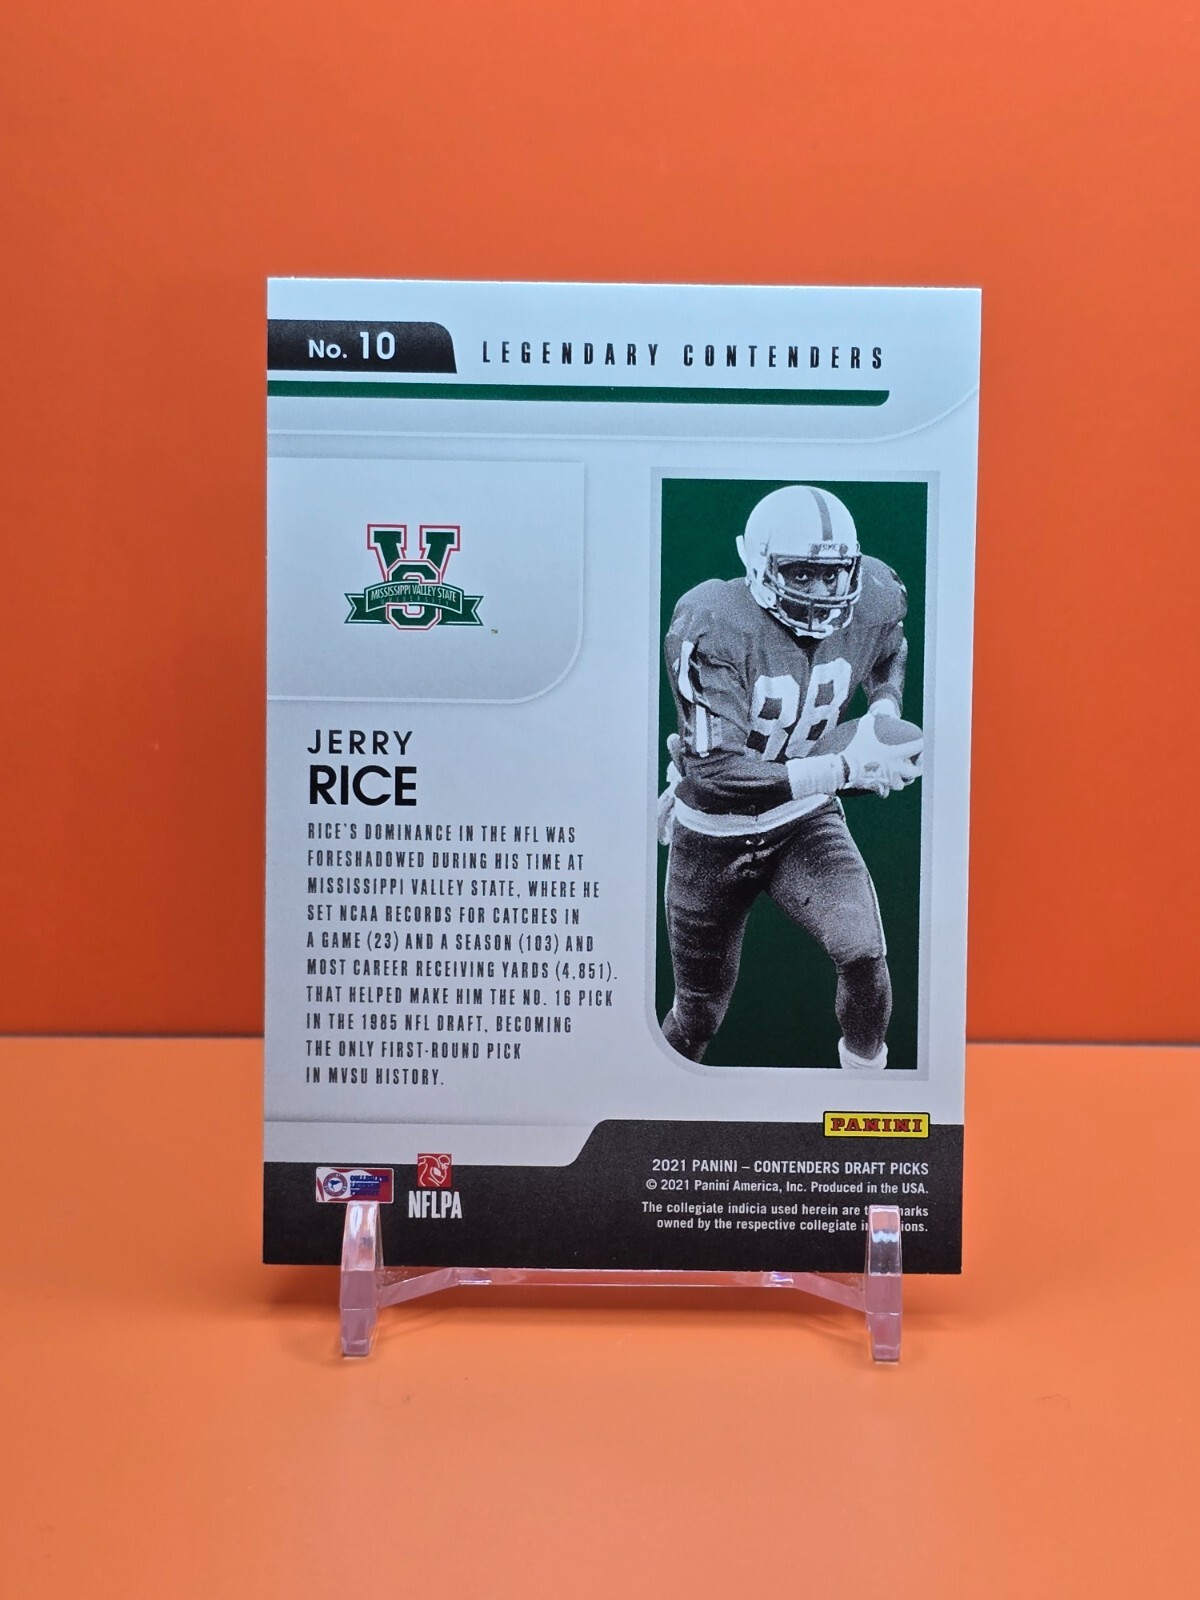 No. 10
LEGENDARY CONTENDERS
VS
MISSISSIPPI VALLEY STATE
UNIVERSITY
TM
88
JERRY
RICE
RICE'S DOMINANCE IN THE NFL WAS
FORESHADOWED DURING HIS TIME AT
MISSISSIPPI VALLEY STATE, WHERE HE
SET NCAA RECORDS FOR CATCHES IN
A GAME (23) AND A SEASON (103) AND
MOST CAREER RECEIVING YARDS (4,851).
THAT HELPED MAKE HIM THE NO. 16 PICK
IN THE 1985 NFL DRAFT, BECOMING
THE ONLY FIRST-ROUND PICK
IN MVSU HISTORY.
PANINI
NFLPA
2021 PANINI – CONTENDERS DRAFT PICKS
© 2021 Panini America, Inc. Produced in the USA.
The collegiate indicia used herein are
owned by the respective collegiate